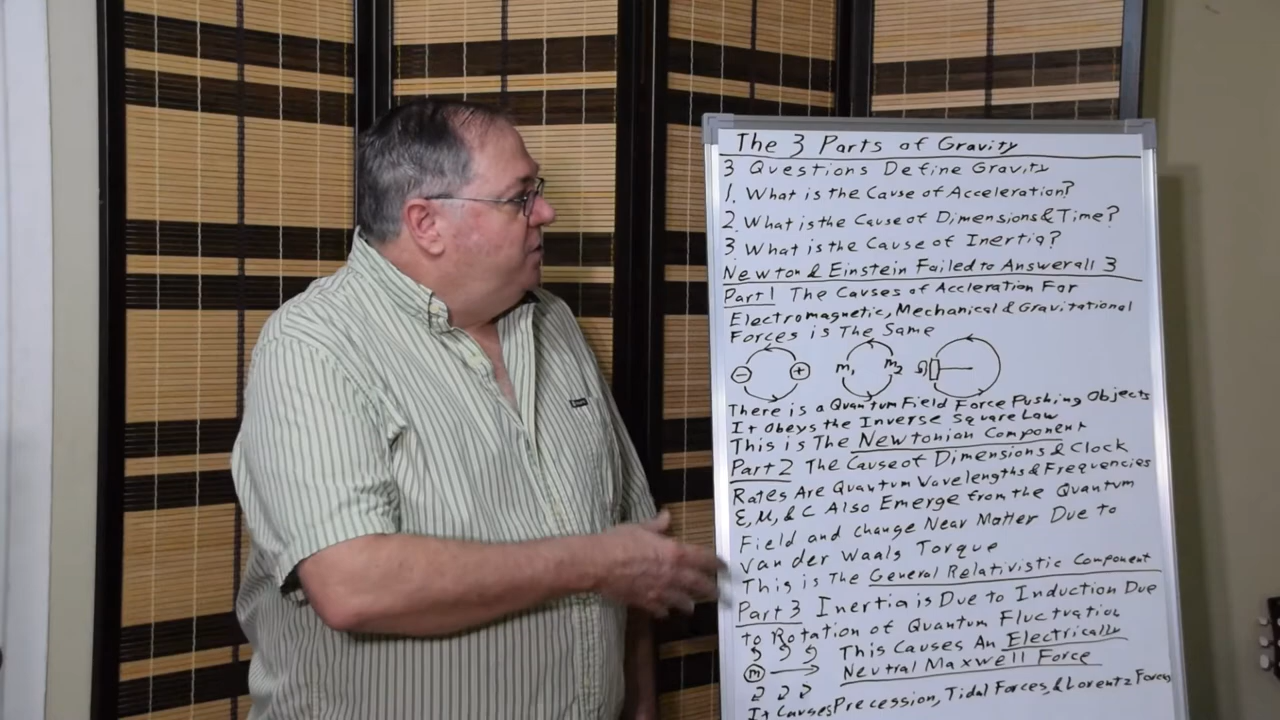 The 3 Parts of Gravity
3 Questions Define Gravity
1. What is the Cause of Acceleration?
2. What is the Cause of Dimensions & Time?
3. What is the Cause of Inertia?
Newton & Einstein Failed to Answer all 3
Part 1 The Causes of Accleration For
Electromagnetic, Mechanical & Gravitational
Forces is The Same
- + m1 m2
There is a Quantum Field Force Pushing Objects
It Obeys the Inverse Square Law
This is The Newtonian Component
Part 2 The Cause of Dimensions & Clock
Rates Are Quantum Wavelengths & Frequencies
Ɛ, M, & C Also Emerge from the Quantum
Field and Change Near Matter Due to
Van der Waals Torque
This is The General Relativistic Component
Part 3 Inertia is Due to Induction Due
to Rotation of Quantum Fluctuation
This Causes An Electrically
m Neutral Maxwell Force
It Causes Precession, Tidal Forces, & Lorentz Forces